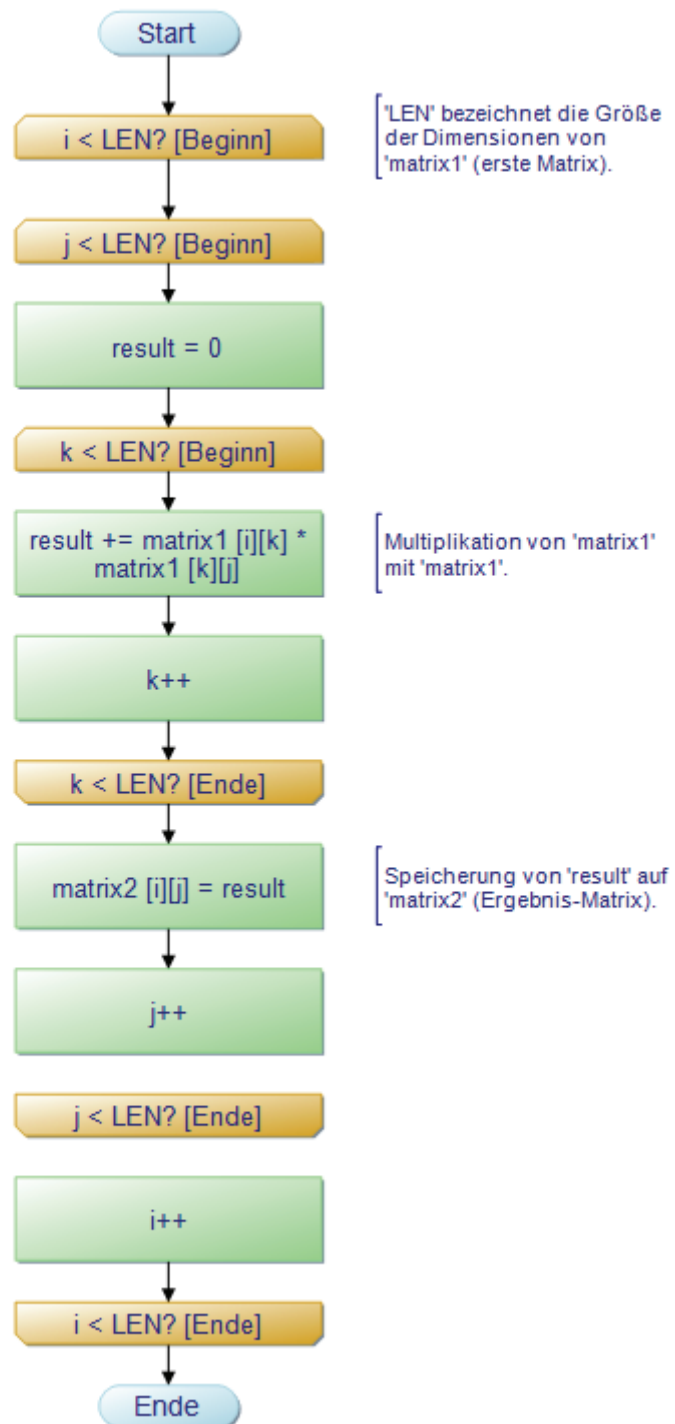 Start
i < LEN? [Beginn]
'LEN' bezeichnet die Größe
der Dimensionen von
'matrix1' (erste Matrix).
j < LEN? [Beginn]
result = 0
k < LEN? [Beginn]
result += matrix1 [i][k] *
matrix1 [k][j]
Multiplikation von 'matrix1'
mit 'matrix1'.
k++
k < LEN? [Ende]
matrix2 [i][j] = result
Speicherung von 'result' auf
'matrix2' (Ergebnis-Matrix).
j++
j < LEN? [Ende]
i++
i < LEN? [Ende]
Ende